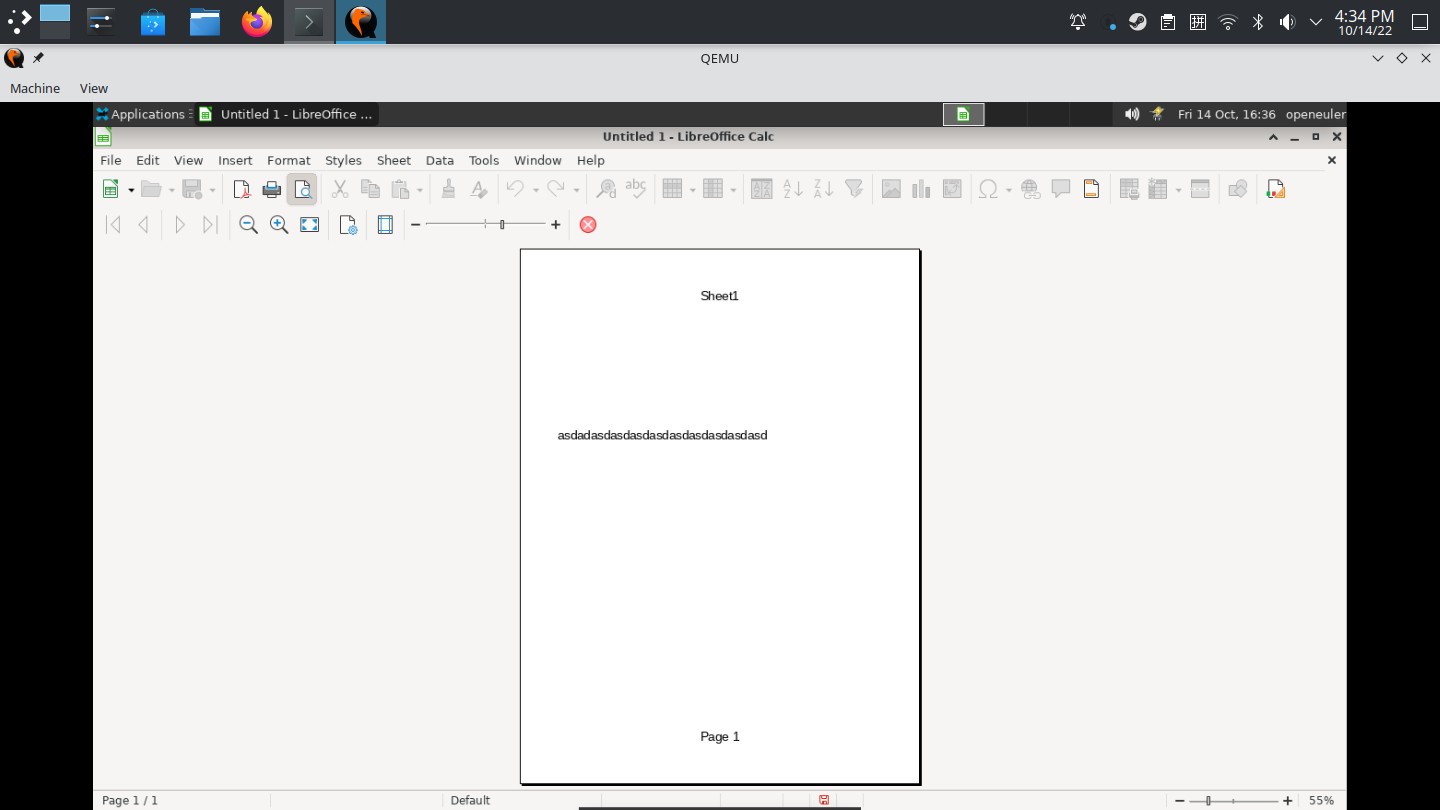 4:34 PM
10/14/22
拼
QEMU
Machine View
Applications Untitled 1 - LibreOffice ... Fri 14 Oct, 16:36 openeuler
Untitled 1 - LibreOffice Calc
File Edit View Insert Format Styles Sheet Data Tools Window Help
Sheet1
asdadasdasdasdasdasdasdasdasdasd
Page 1
Page 1 / 1 Default 55%